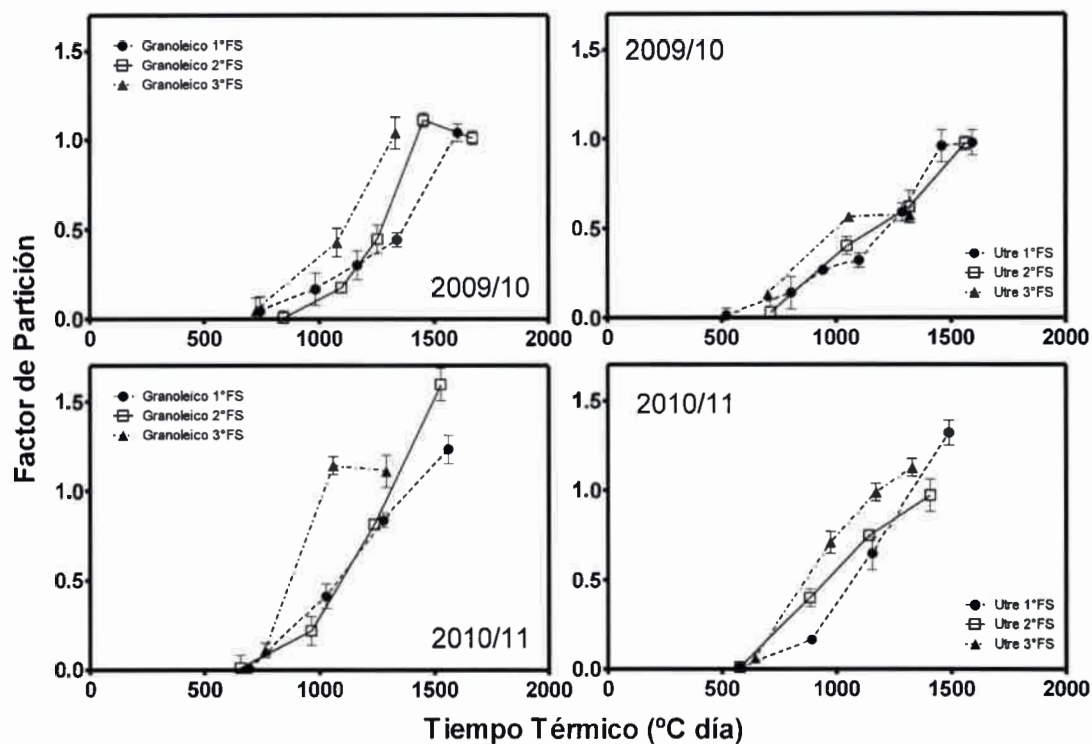 Factor de Partición
1.5
1.0
0.5
0.0
Granoleico 1°FS
Granoleico 2°FS
Granoleico 3°FS
2009/10
0 500 1000 1500 2000
1.5
1.0
0.5
0.0
2009/10
Utre 1°FS
Utre 2°FS
Utre 3°FS
0 500 1000 1500 2000
1.5
1.0
0.5
0.0
Granoleico 1°FS
Granoleico 2°FS
Granoleico 3°FS
2010/11
0 500 1000 1500 2000
1.5
1.0
0.5
0.0
2010/11
Utre 1°FS
Utre 2°FS
Utre 3°FS
0 500 1000 1500 2000
Tiempo Térmico (ºC día)